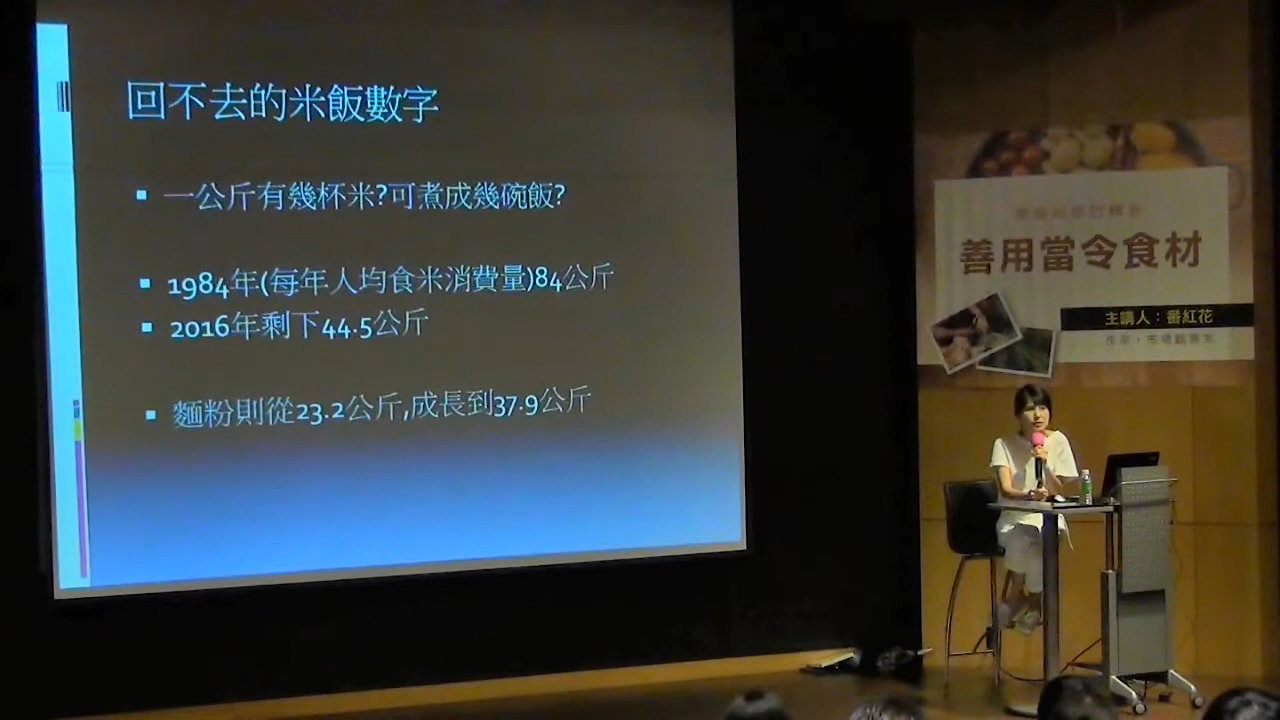 回不去的米飯數字
一公斤有幾杯米?可煮成幾碗飯?
1984年(每年人均食米消費量)84公斤
2016年剩下44.5公斤
麵粉則從23.2公斤,成長到37.9公斤
善用當令食材
主講人：番紅花